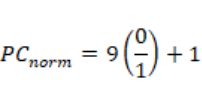 PC_norm = 9(0/1) + 1